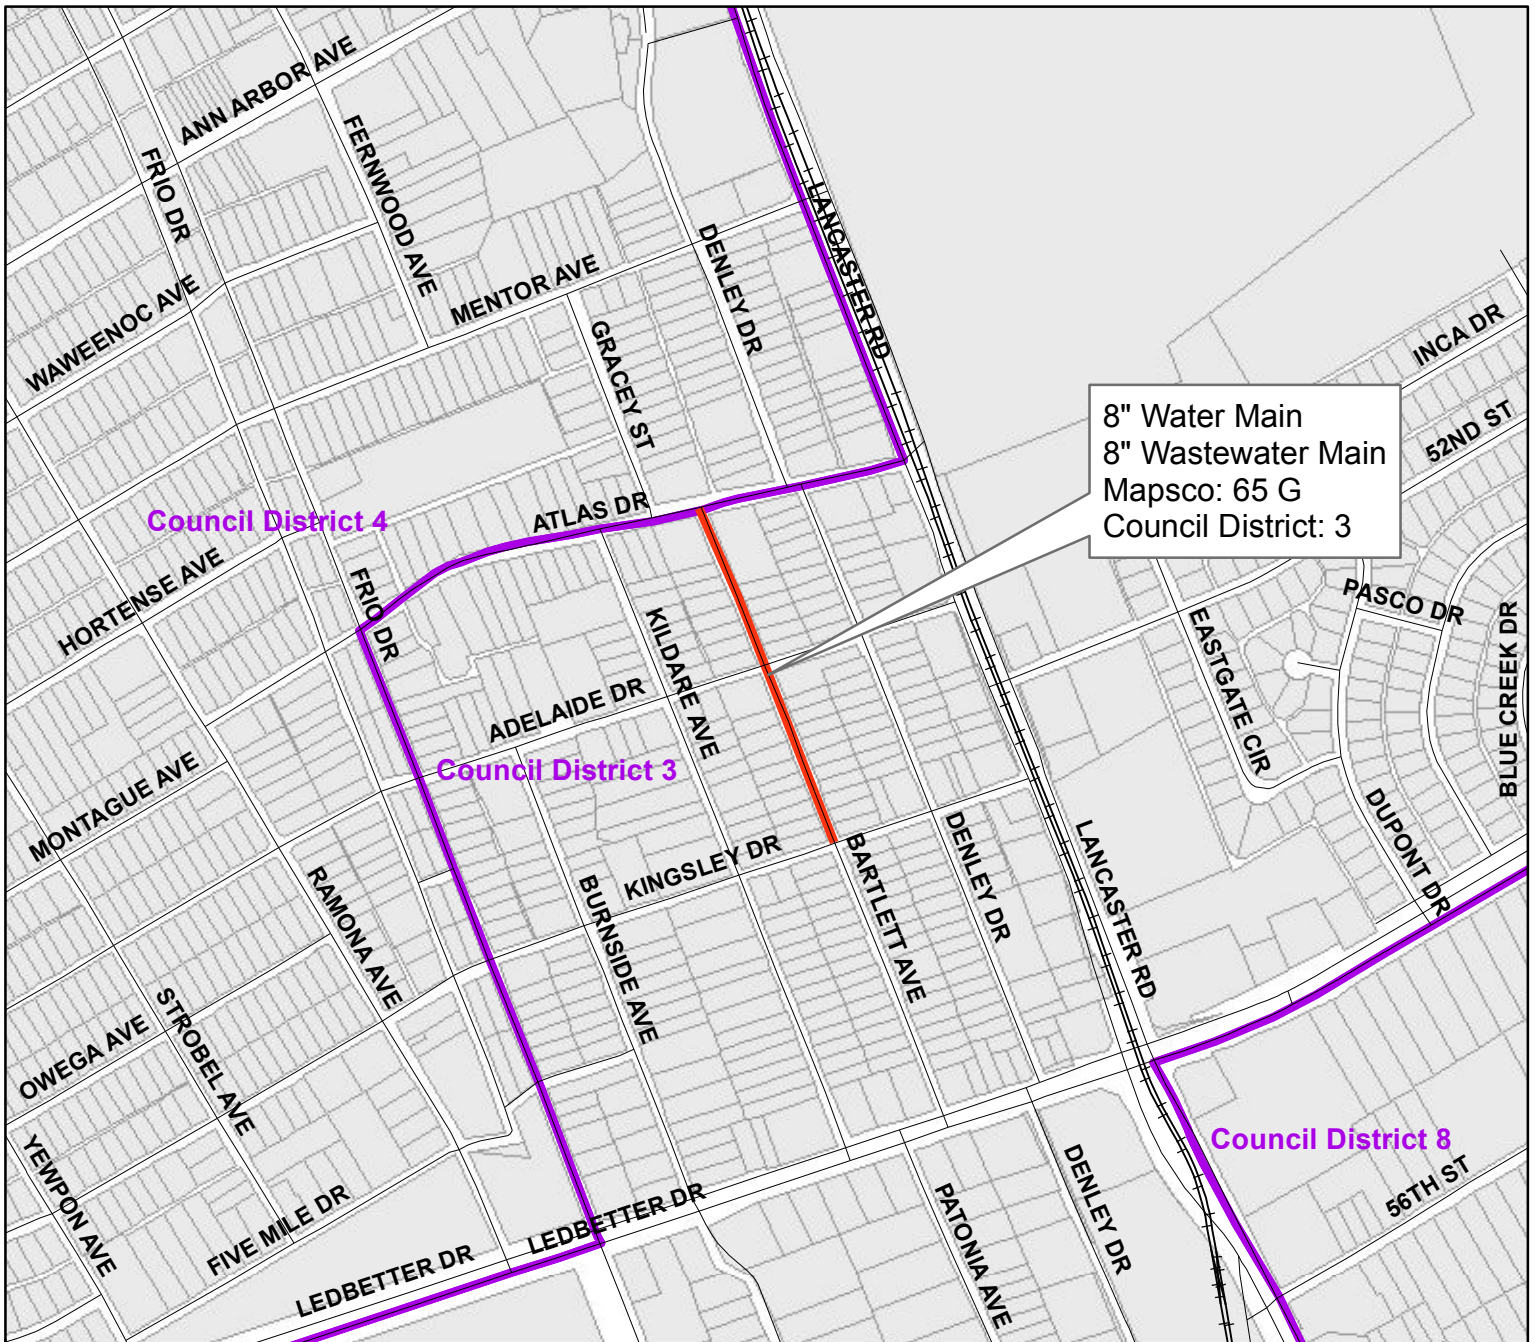 ANN ARBOR AVE
FRIO DR
FERNWOOD AVE
LANCASTER RD
DENLEY DR
MENTOR AVE
WAWEENOC AVE
GRACEY ST
INCA DR
52ND ST
8" Water Main
8" Wastewater Main
Mapsco: 65 G
Council District: 3
ATLAS DR
Council District 4
HORTENSE AVE
FRIO DR
KILDARE AVE
PASCO DR
EASTGATE CIR
BLUE CREEK DR
ADELAIDE DR
Council District 3
MONTAGUE AVE
DUPONT DR
KINGSLEY DR
BARTLETT AVE
DENLEY DR
LANCASTER RD
RAMONA AVE
BURNSIDE AVE
STROBEL AVE
OWEGA AVE
YEWPON AVE
FIVE MILE DR
LEDBETTER DR
LEDBETTER DR
PATONIA AVE
DENLEY DR
Council District 8
56TH ST